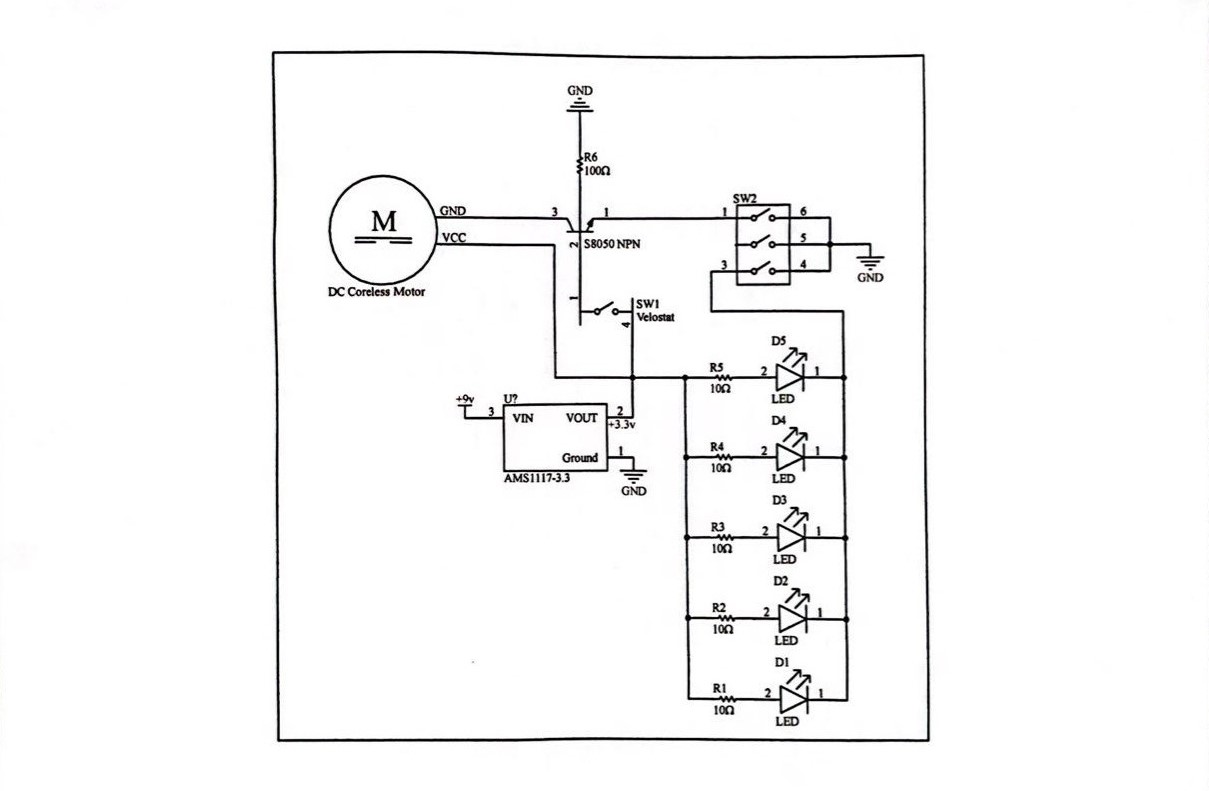 GND
R6
100Ω
M
GND
VCC
DC Coreless Motor
3
1
2
S8050 NPN
SW2
1
6
5
3
4
GND
1
SW1
Velostat
4
+9v
3
U?
VIN
VOUT
2
+3.3v
Ground
1
GND
AMS1117-3.3
R5
10Ω
2
D5
1
LED
R4
10Ω
2
D4
1
LED
R3
10Ω
2
D3
1
LED
R2
10Ω
2
D2
1
LED
R1
10Ω
2
D1
1
LED